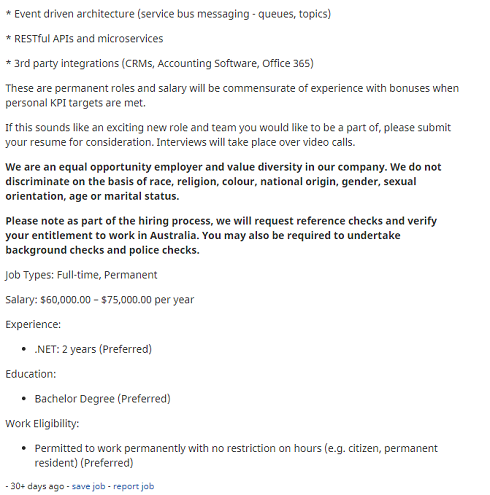 * Event driven architecture (service bus messaging - queues, topics)
* RESTful APIs and microservices
* 3rd party integrations (CRMs, Accounting Software, Office 365)
These are permanent roles and salary will be commensurate of experience with bonuses when
personal KPI targets are met.
If this sounds like an exciting new role and team you would like to be a part of, please submit
your resume for consideration. Interviews will take place over video calls.
We are an equal opportunity employer and value diversity in our company. We do not
discriminate on the basis of race, religion, colour, national origin, gender, sexual
orientation, age or marital status.
Please note as part of the hiring process, we will request reference checks and verify
your entitlement to work in Australia. You may also be required to undertake
background checks and police checks.
Job Types: Full-time, Permanent
Salary: $60,000.00 – $75,000.00 per year
Experience:
• .NET: 2 years (Preferred)
Education:
• Bachelor Degree (Preferred)
Work Eligibility:
• Permitted to work permanently with no restriction on hours (e.g. citizen, permanent
resident) (Preferred)
- 30+ days ago - save job - report job